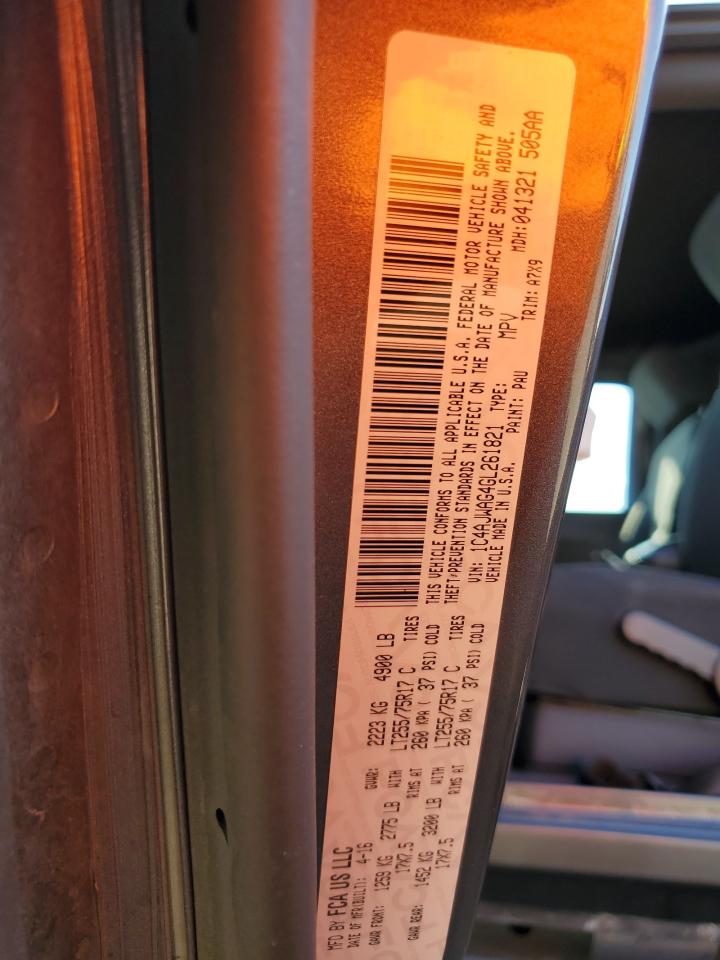 MFD BY FCA US LLC
DATE OF MFR(BUILT): 4-16 GVWR: 2223 KG 4900 LB
GAWR FRONT: 1259 KG 2775 LB WITH LT255/75R17 C TIRES
17X7.5 RIMS AT 260 KPA ( 37 PSI) COLD
GAWR REAR: 1452 KG 3200 LB WITH LT255/75R17 C TIRES
17X7.5 RIMS AT 260 KPA ( 37 PSI) COLD
THIS VEHICLE CONFORMS TO ALL APPLICABLE U.S.A. FEDERAL MOTOR VEHICLE SAFETY AND
THEFT-PREVENTION STANDARDS IN EFFECT ON THE DATE OF MANUFACTURE SHOWN ABOVE.
VIN: 1C4AJWAG4GL261821 TYPE: MPV MDH:041321 505AA
VEHICLE MADE IN U.S.A. PAINT: PAU TRIM: A7X9